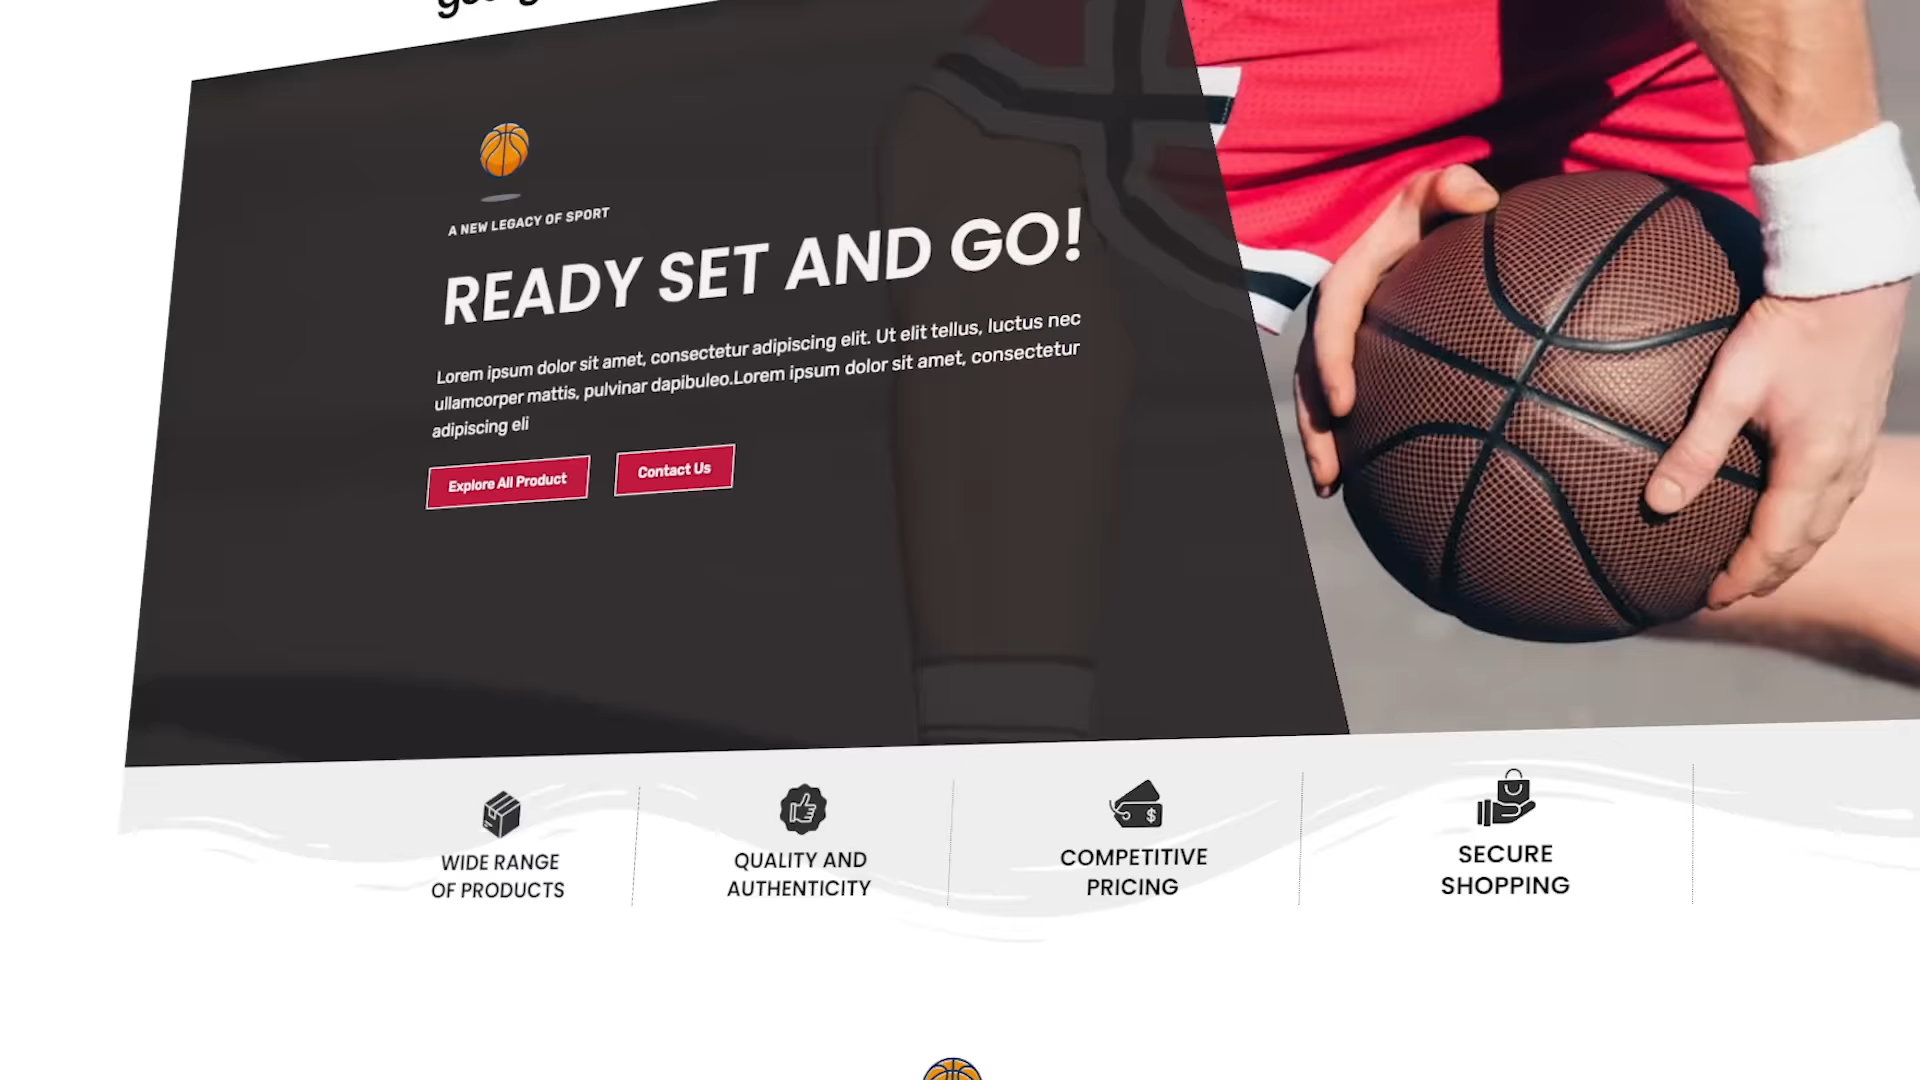 A NEW LEGACY OF SPORT
READY SET AND GO!
Lorem ipsum dolor sit amet, consectetur adipiscing elit. Ut elit tellus, luctus nec
ullamcorper mattis, pulvinar dapibuleo.Lorem ipsum dolor sit amet, consectetur
adipiscing eli
Explore All Product
Contact Us
WIDE RANGE
OF PRODUCTS
QUALITY AND
AUTHENTICITY
COMPETITIVE
PRICING
SECURE
SHOPPING